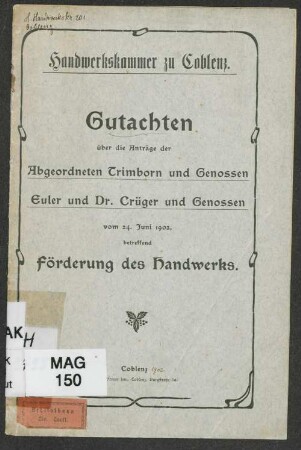 Handwerkskammer zu Coblenz.
Gutachten
über die Anträge der
Abgeordneten Trimborn und Genossen
Euler und Dr. Crüger und Genossen
vom 24. Juni 1902,
betreffend
Förderung des Handwerks.
AK
H
MAG
150
Coblenz 1902.
Bibliothek